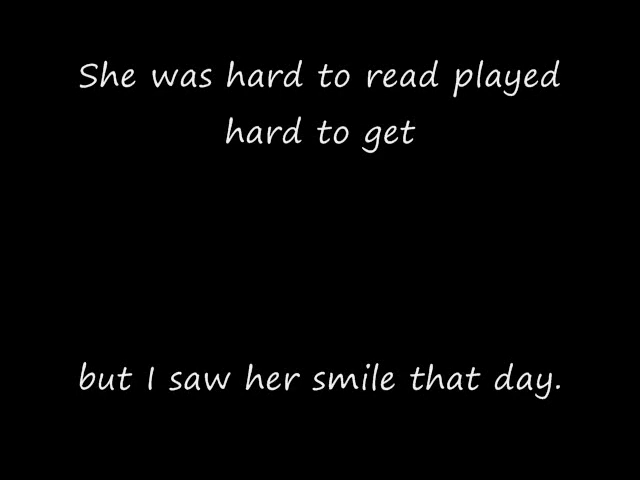 She was hard to read played
hard to get
but I saw her smile that day.